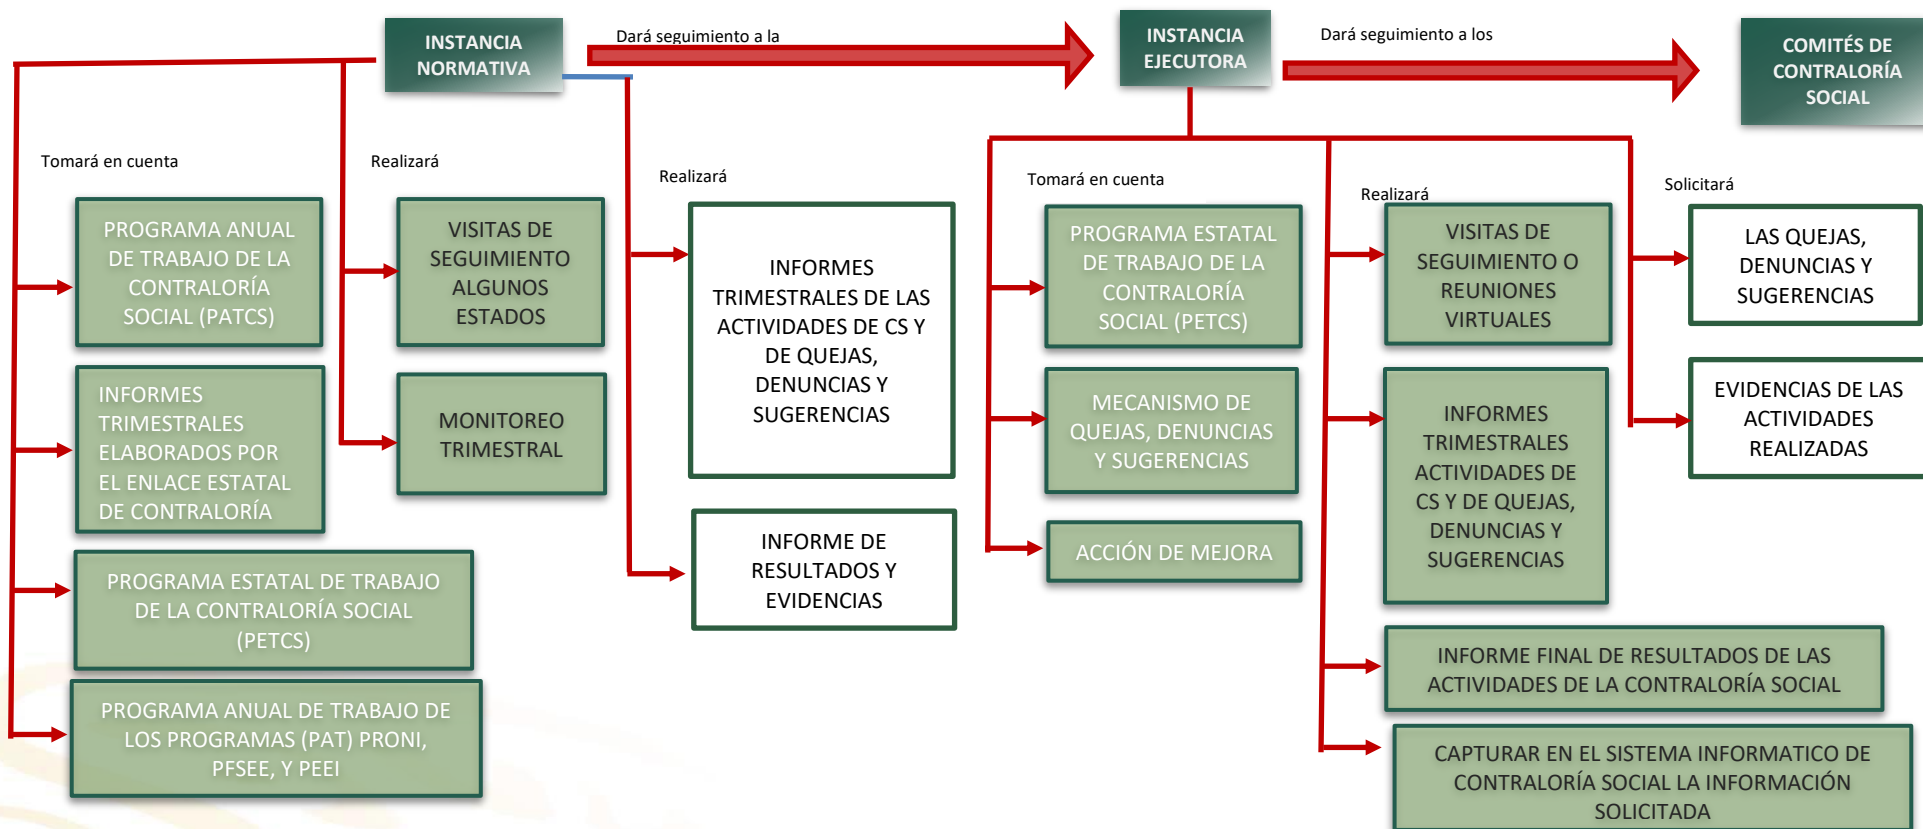 INSTANCIA
NORMATIVA
Dará seguimiento a la
INSTANCIA
EJECUTORA
Dará seguimiento a los
COMITÉS DE
CONTRALORÍA
SOCIAL
Tomará en cuenta
PROGRAMA ANUAL
DE TRABAJO DE LA
CONTRALORÍA
SOCIAL (PATCS)
INFORMES
TRIMESTRALES
ELABORADOS POR
EL ENLACE ESTATAL
DE CONTRALORÍA
PROGRAMA ESTATAL DE TRABAJO
DE LA CONTRALORÍA SOCIAL
(PETCS)
PROGRAMA ANUAL DE TRABAJO DE
LOS PROGRAMAS (PAT) PRONI,
PFSEE, Y PEEI
Realizará
VISITAS DE
SEGUIMIENTO
ALGUNOS
ESTADOS
MONITOREO
TRIMESTRAL
Realizará
INFORMES
TRIMESTRALES DE LAS
ACTIVIDADES DE CS Y
DE QUEJAS,
DENUNCIAS Y
SUGERENCIAS
INFORME DE
RESULTADOS Y
EVIDENCIAS
Tomará en cuenta
PROGRAMA ESTATAL
DE TRABAJO DE LA
CONTRALORÍA
SOCIAL (PETCS)
MECANISMO DE
QUEJAS, DENUNCIAS
Y SUGERENCIAS
ACCIÓN DE MEJORA
Realizará
VISITAS DE
SEGUIMIENTO O
REUNIONES
VIRTUALES
INFORMES
TRIMESTRALES
ACTIVIDADES DE
CS Y DE QUEJAS,
DENUNCIAS Y
SUGERENCIAS
INFORME FINAL DE RESULTADOS DE LAS
ACTIVIDADES DE LA CONTRALORÍA SOCIAL
CAPTURAR EN EL SISTEMA INFORMATICO DE
CONTRALORÍA SOCIAL LA INFORMACIÓN
SOLICITADA
Solicitará
LAS QUEJAS,
DENUNCIAS Y
SUGERENCIAS
EVIDENCIAS DE LAS
ACTIVIDADES
REALIZADAS